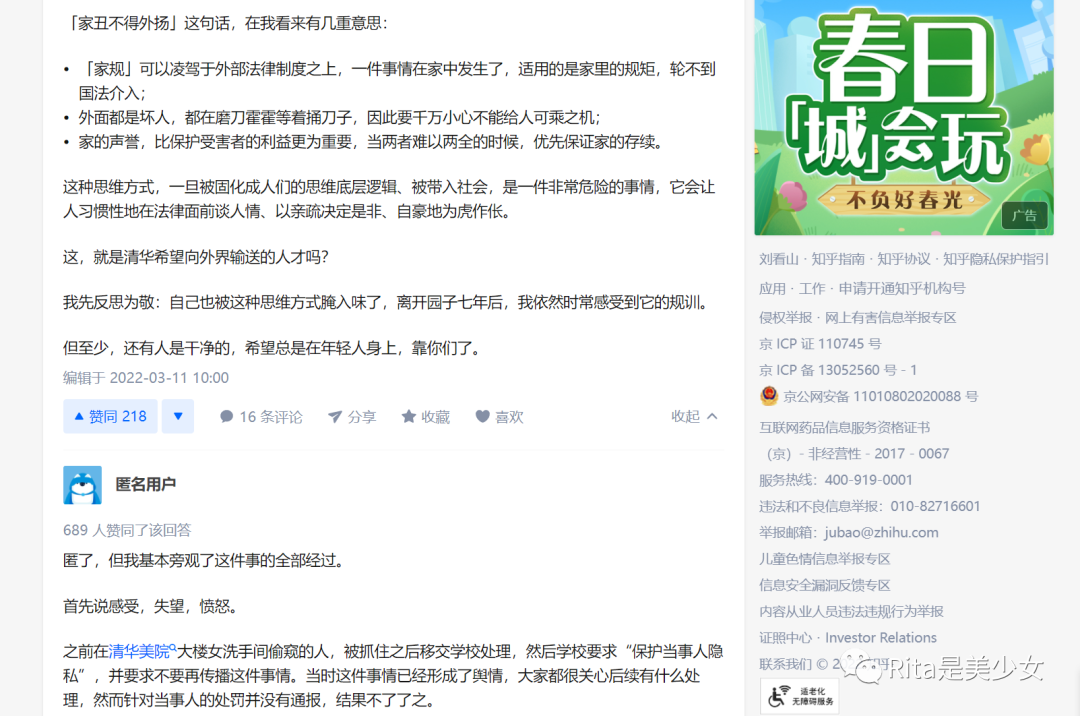 「家丑不得外扬」这句话，在我看来有几重意思：
• 「家规」可以凌驾于外部法律制度之上，一件事情在家中发生了，适用的是家里的规矩，轮不到
国法介入；
• 外面都是坏人，都在磨刀霍霍等着捅刀子，因此要千万小心不能给人可乘之机；
• 家的声誉，比保护受害者的利益更为重要，当两者难以两全的时候，优先保证家的存续。
这种思维方式，一旦被固化成人们的思维底层逻辑、被带入社会，是一件非常危险的事情，它会让
人习惯性地在法律面前谈人情、以亲疏决定是非、自豪地为虎作伥。
这，就是清华希望向外界输送的人才吗？
我先反思为敬：自己也被这种思维方式腌入味了，离开园子七年后，我依然时常感受到它的规训。
但至少，还有人是干净的，希望总是在年轻人身上，靠你们了。
编辑于 2022-03-11 10:00
赞同 218
16 条评论
分享
收藏
喜欢
收起
匿名用户
689 人赞同了该回答
匿了，但我基本旁观了这件事的全部经过。
首先说感受，失望，愤怒。
之前在清华美院大楼女洗手间偷窥的人，被抓住之后移交学校处理，然后学校要求“保护当事人隐
私”，并要求不要再传播这件事情。当时这件事情已经形成了舆情，大家都很关心后续有什么处
理，然而针对当事人的处罚并没有通报，结果不了了之。
春日
「城」会玩
不负好春光
广告
刘看山 · 知乎指南 · 知乎协议 · 知乎隐私保护指引
应用 · 工作 · 申请开通知乎机构号
侵权举报 · 网上有害信息举报专区
京 ICP 证 110745 号
京 ICP 备 13052560 号 - 1
京公网安备 11010802020088 号
互联网药品信息服务资格证书
（京）- 非经营性 - 2017 - 0067
服务热线：400-919-0001
违法和不良信息举报：010-82716601
举报邮箱：jubao@zhihu.com
儿童色情信息举报专区
信息安全漏洞反馈专区
内容从业人员违法违规行为举报
证照中心 · Investor Relations
联系我们 ©
Rita是美少女
适老化
无障碍服务